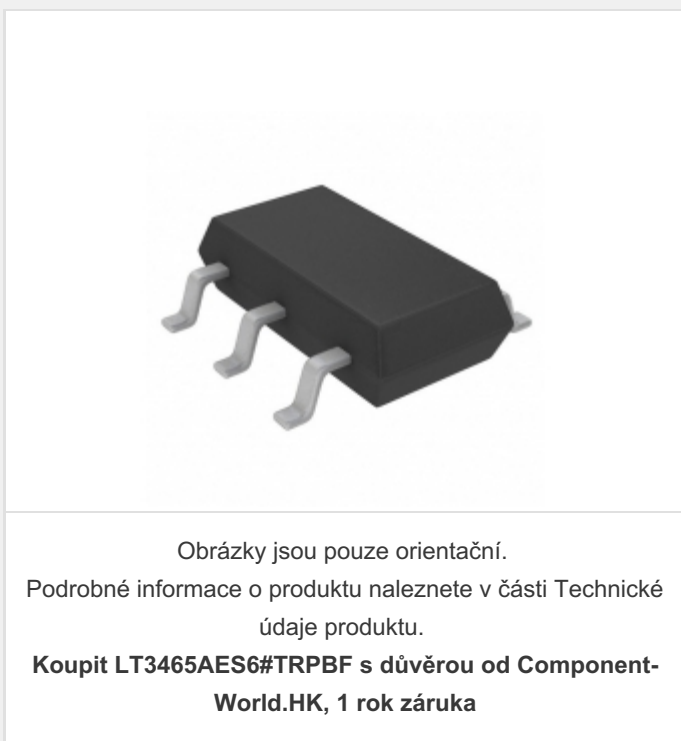 Obrázky jsou pouze orientační.
Podrobné informace o produktu naleznete v části Technické
údaje produktu.
Koupit LT3465AES6#TRPBF s důvěrou od Component-
World.HK, 1 rok záruka